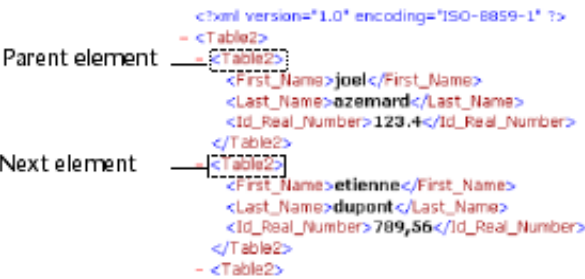 <?xml version="1.0" encoding="ISO-8859-1" ?>
- <Table2>
Parent element - <Table2>
<First_Name>joel</First_Name>
<Last_Name>azemard</Last_Name>
<Id_Real_Number>123.4</Id_Real_Number>
</Table2>
Next element - <Table2>
<First_Name>etienne</First_Name>
<Last_Name>dupont</Last_Name>
<Id_Real_Number>789,56</Id_Real_Number>
</Table2>
- <Table2>